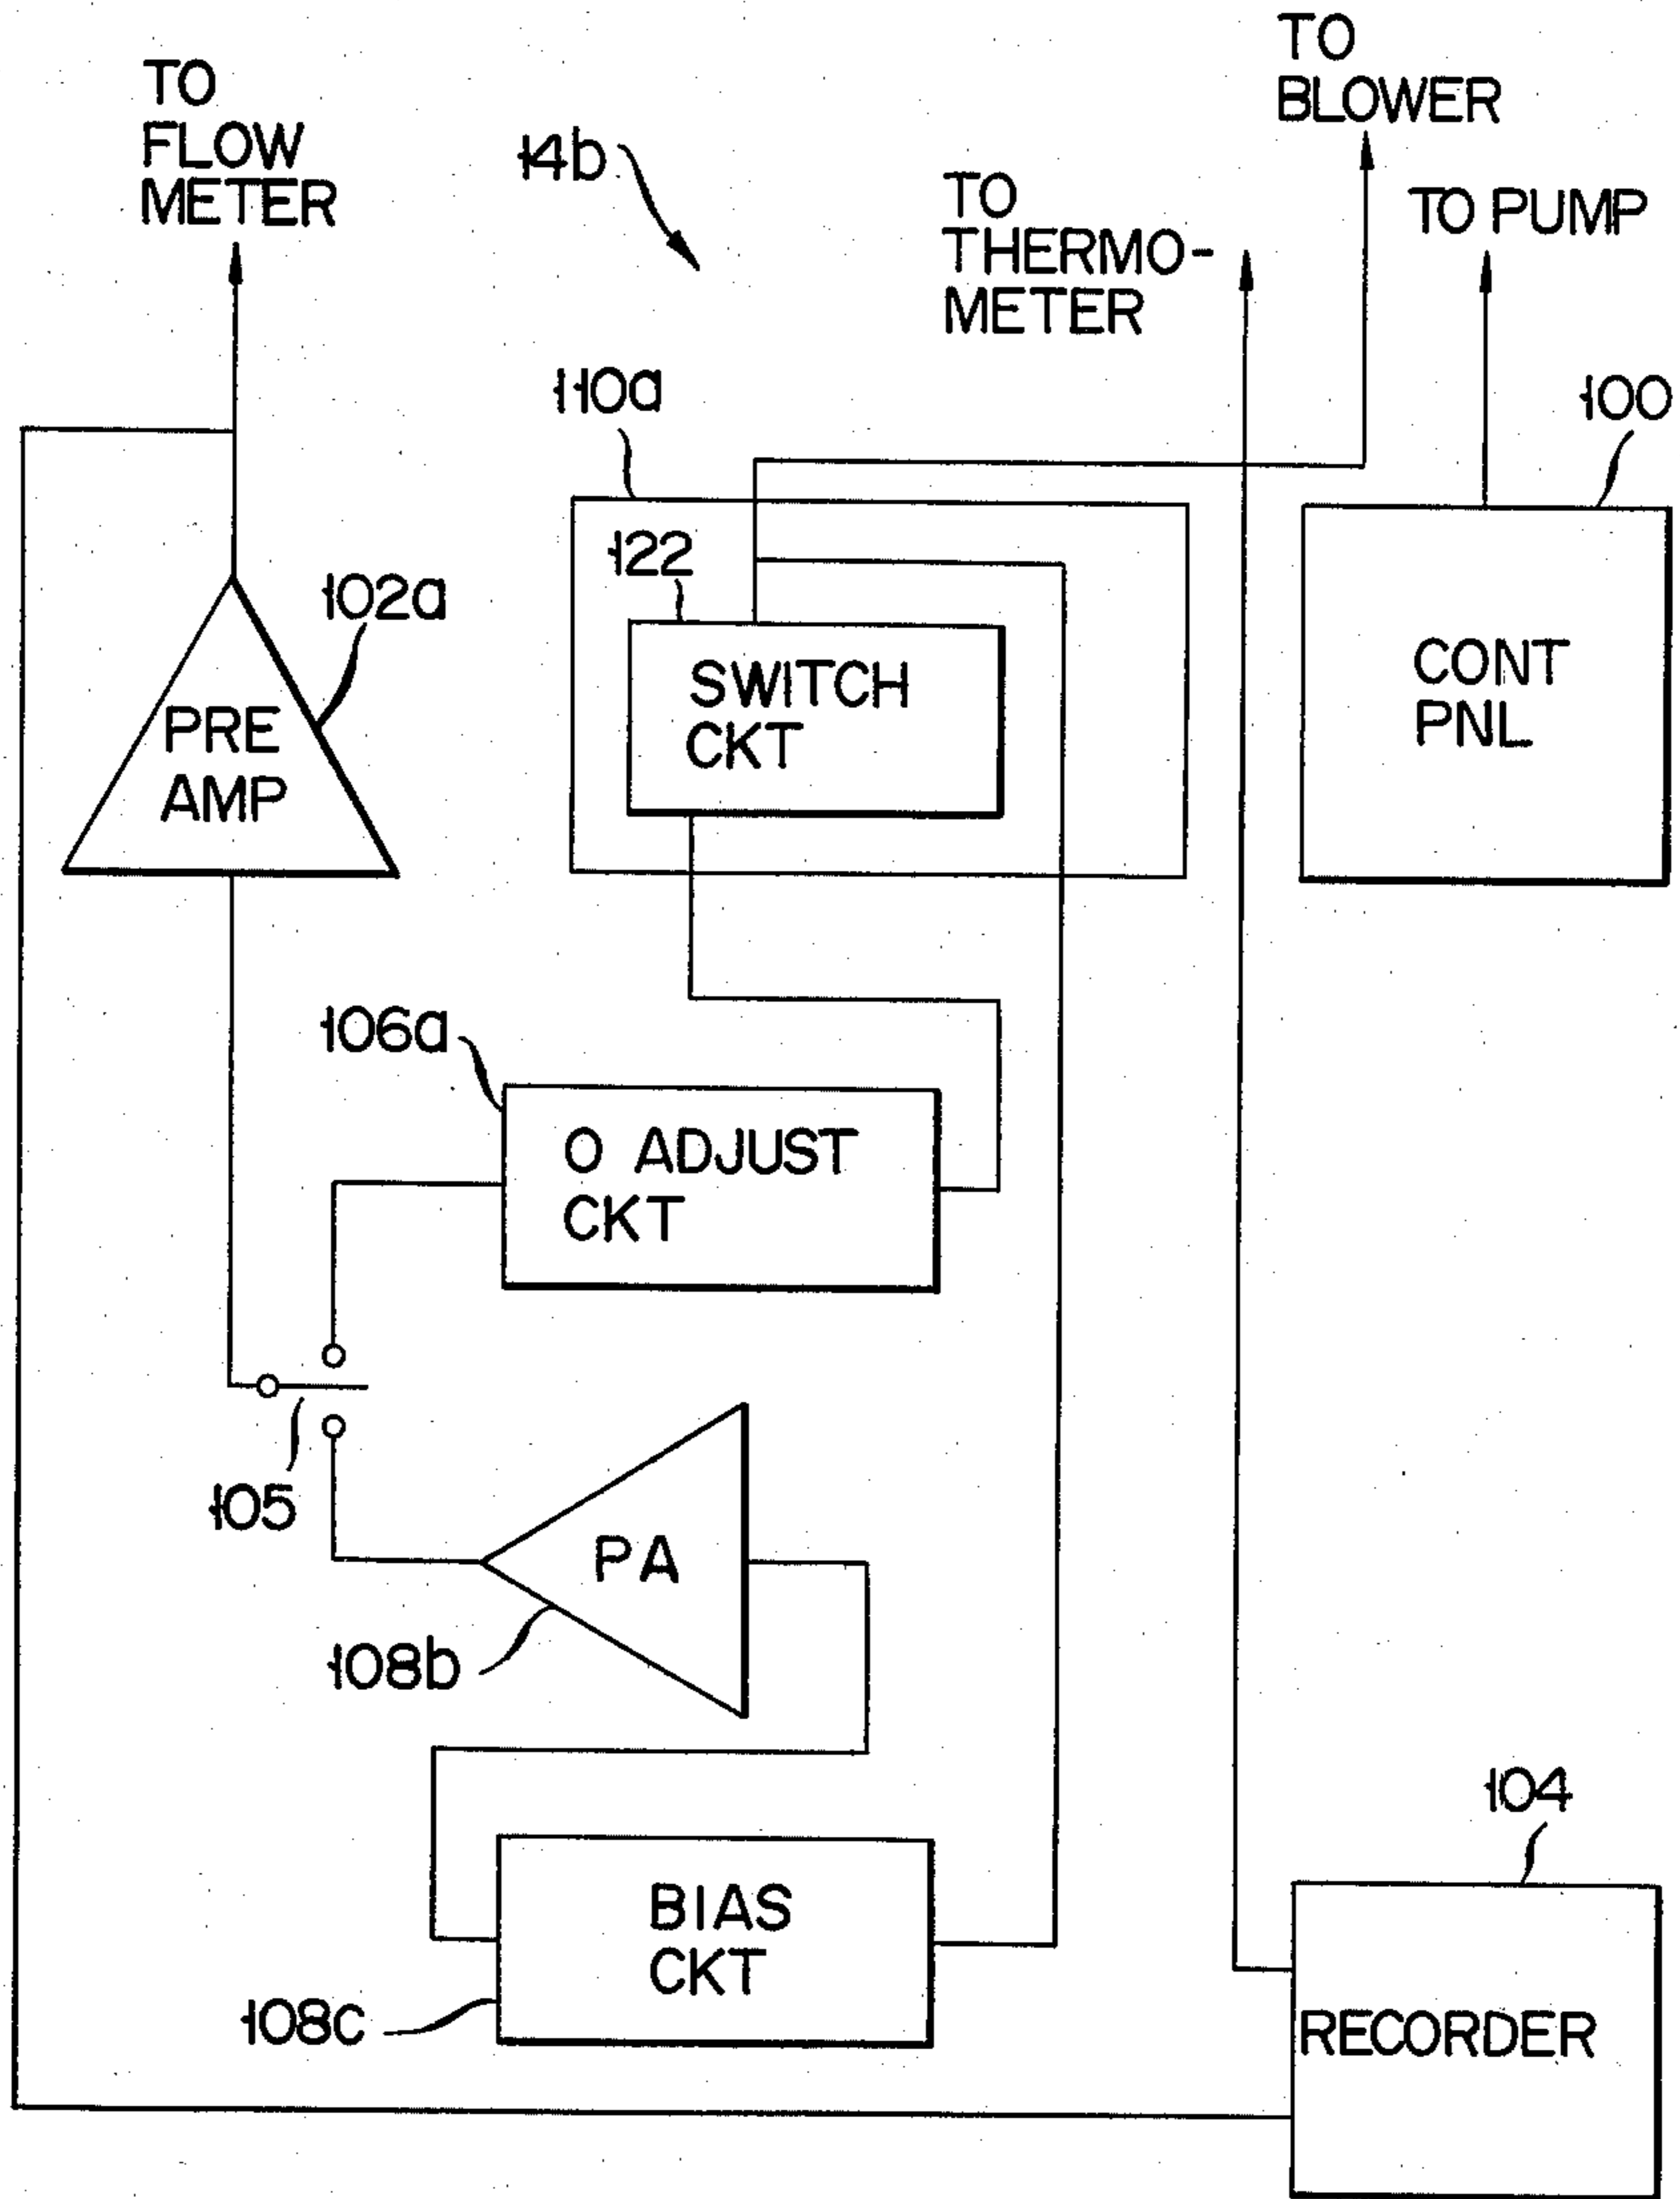 TO
FLOW
METER
14b
TO
THERMO-
METER
TO
BLOWER
TO PUMP
110a
100
122
102a
SWITCH
CKT
CONT
PNL
PRE
AMP
106a
O ADJUST
CKT
105
PA
108b
104
BIAS
CKT
108c
RECORDER